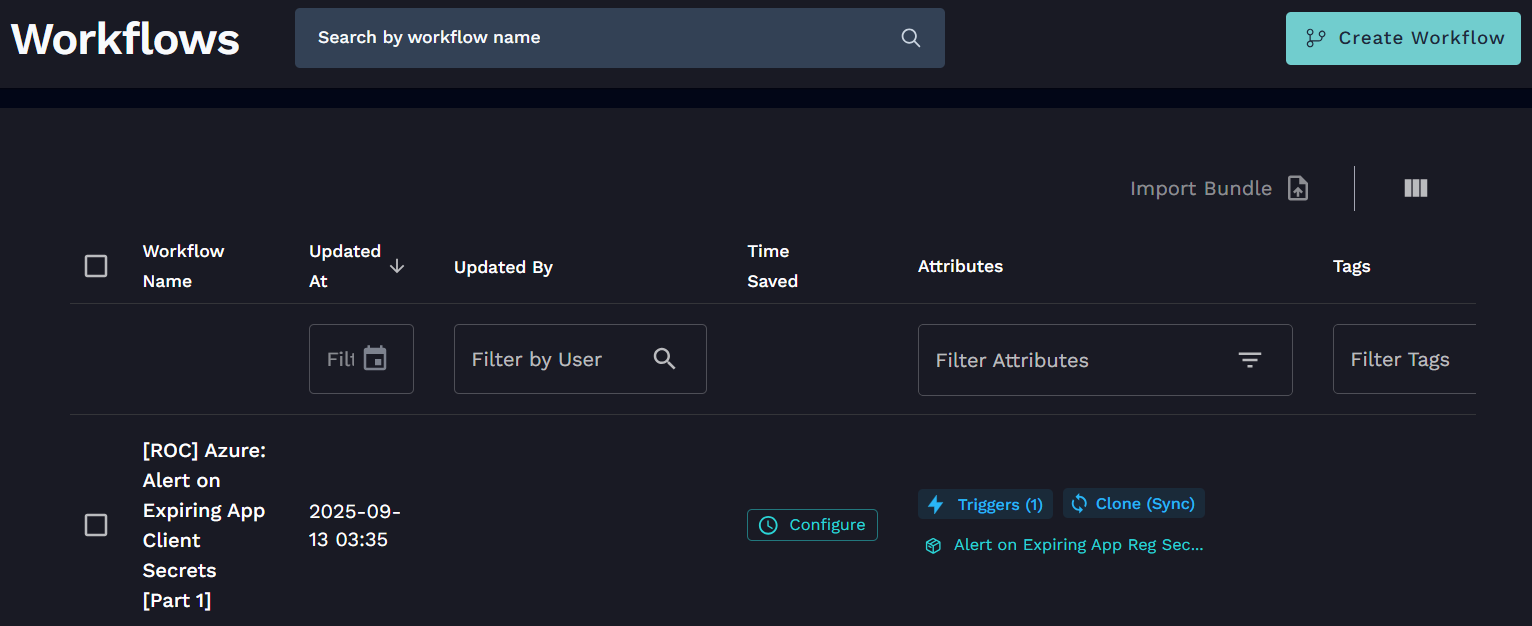 Workflows
Search by workflow name
Create Workflow
Import Bundle
Workflow
Name
Updated
At
Updated By
Time
Saved
Attributes
Tags
Filt
Filter by User
Filter Attributes
Filter Tags
[ROC] Azure:
Alert on
Expiring App
Client
Secrets
[Part 1]
2025-09-
13 03:35
Configure
Triggers (1)
Clone (Sync)
Alert on Expiring App Reg Sec...